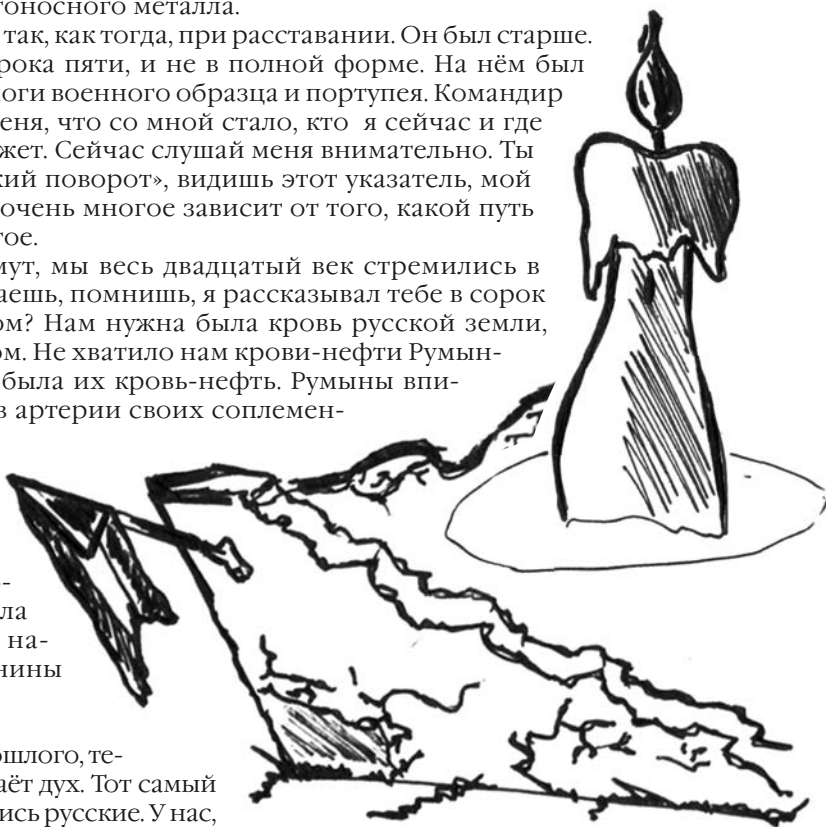 гоносного металла.
так, как тогда, при расставании. Он был старше.
рока пяти, и не в полной форме. На нём был
оги военного образца и портупея. Командир
еня, что со мной стало, кто я сейчас и где
жет. Сейчас слушай меня внимательно. Ты
кий поворот», видишь этот указатель, мой
очень многое зависит от того, какой путь
гое.
мут, мы весь двадцатый век стремились в
аешь, помнишь, я рассказывал тебе в сорок
ом? Нам нужна была кровь русской земли,
ом. Не хватило нам крови-нефти Румын-
была их кровь-нефть. Румыны впи-
в артерии своих соплемен-
-
ла
на-
нины
ошлого, те-
аёт дух. Тот самый
ись русские. У нас,